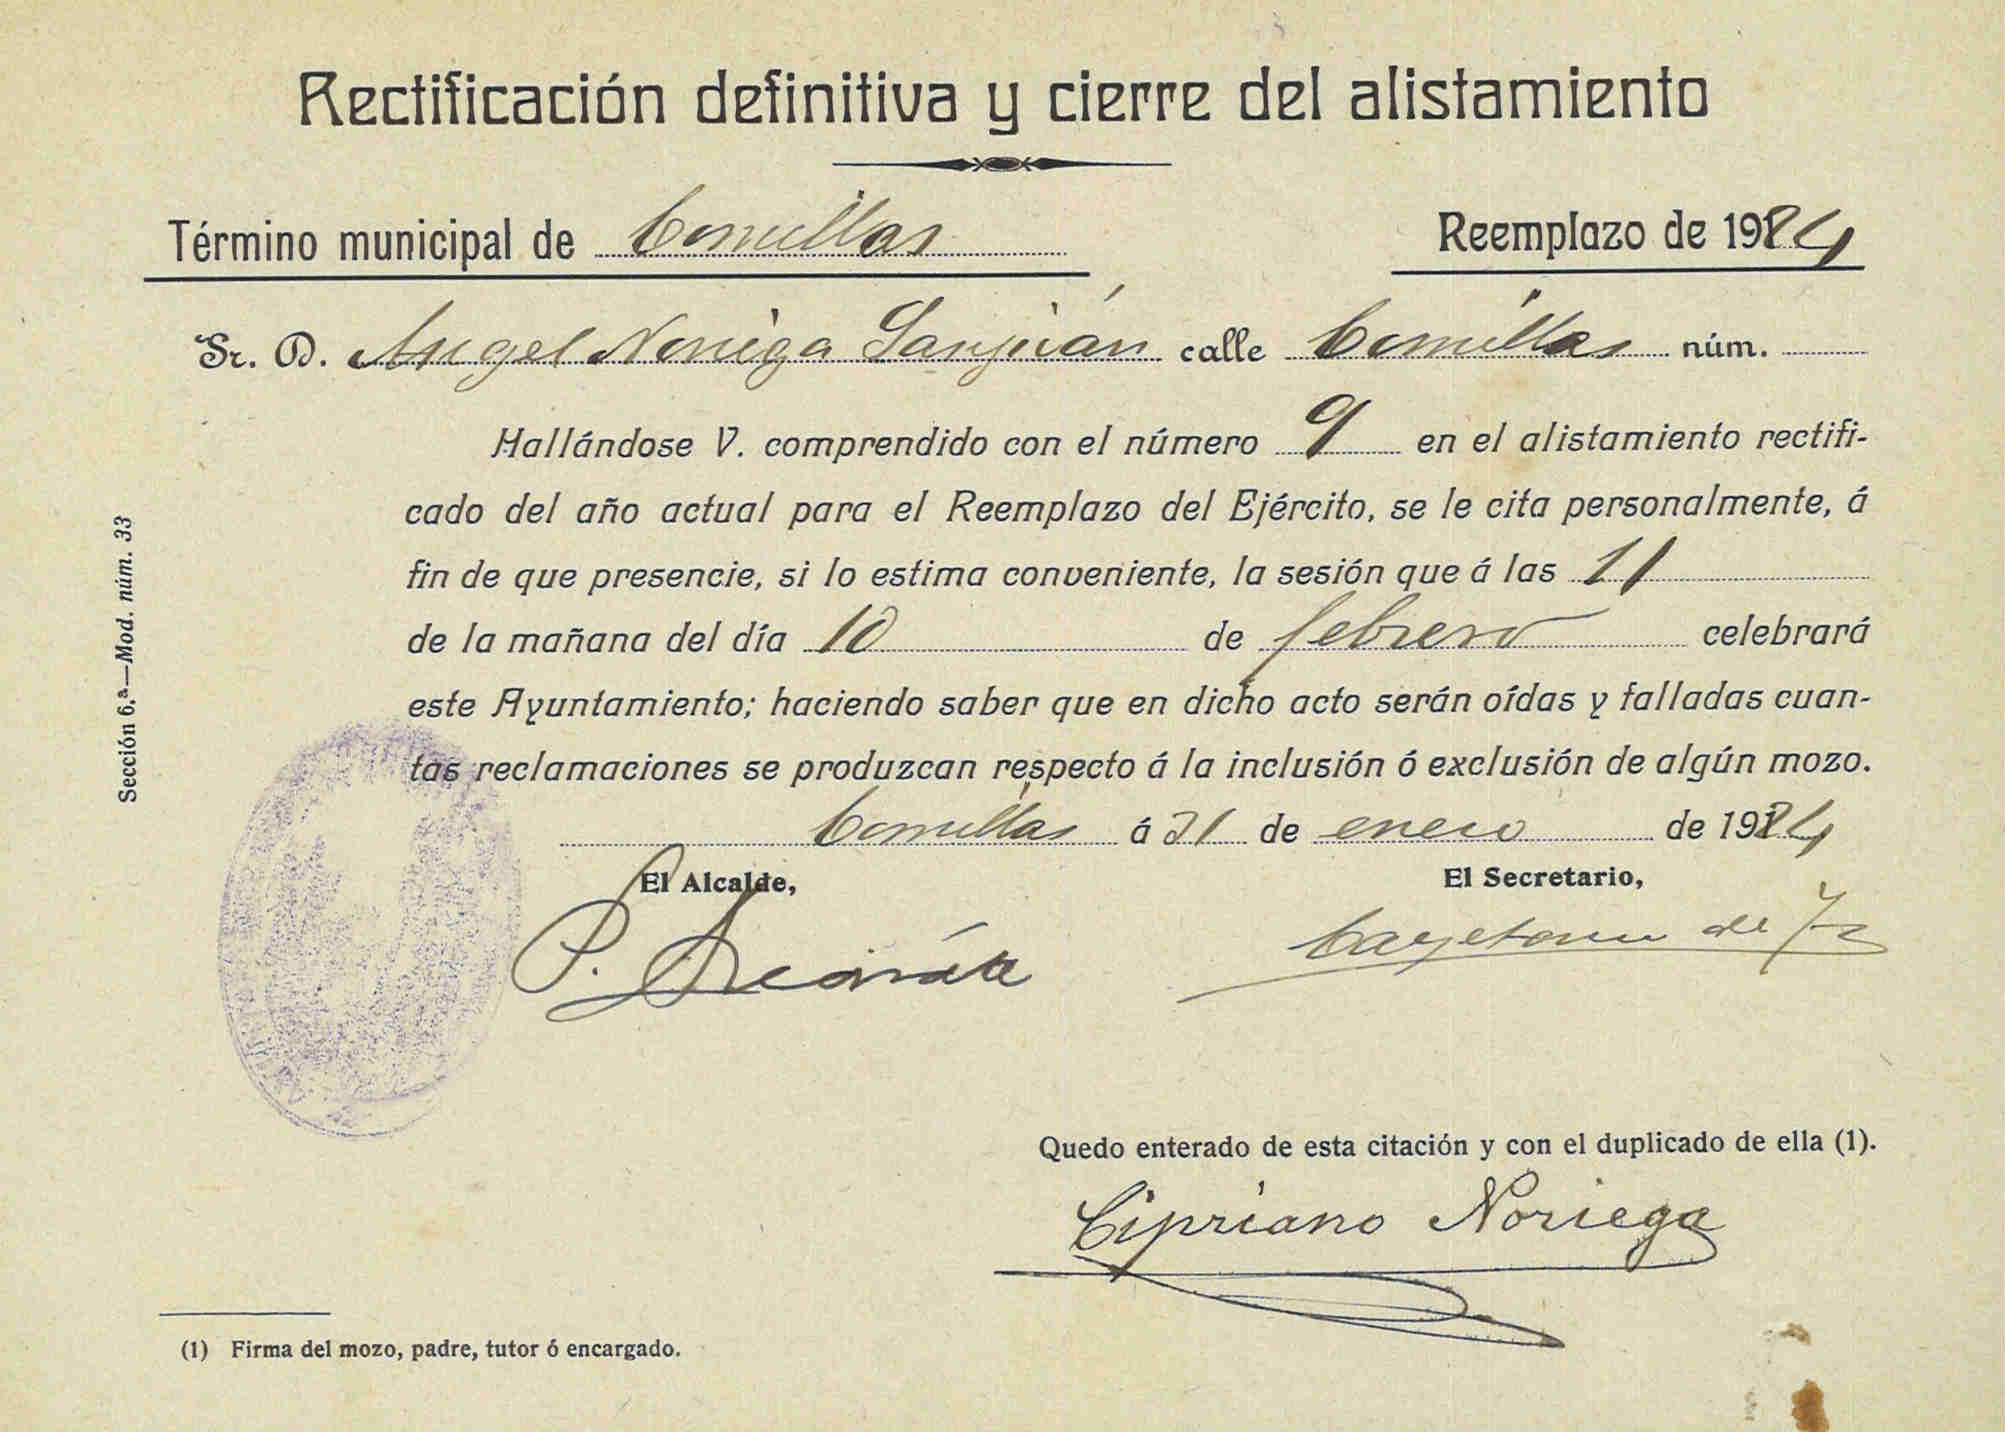 Rectificación definitiva y cierre del alistamiento
Término municipal de Comillas
Reemplazo de 1924
Sr. D. Angel Noriega Sanjuán calle Comillas núm.
Hallándose V. comprendido con el número 9 en el alistamiento rectifi-
cado del año actual para el Reemplazo del Ejército, se le cita personalmente, á
fin de que presencie, si lo estima conveniente, la sesión que á las 11
de la mañana del día 10 de febrero celebrará
este Ayuntamiento; haciendo saber que en dicho acto serán oídas y falladas cuan-
tas reclamaciones se produzcan respecto á la inclusión ó exclusión de algún mozo.
Comillas á 31 de enero de 1924
El Alcalde, El Secretario,
P. Cayetano de
Quedo enterado de esta citación y con el duplicado de ella (1).
Cipriano Noriega
(1) Firma del mozo, padre, tutor ó encargado.
Sección 6.ª—Mod. núm. 33